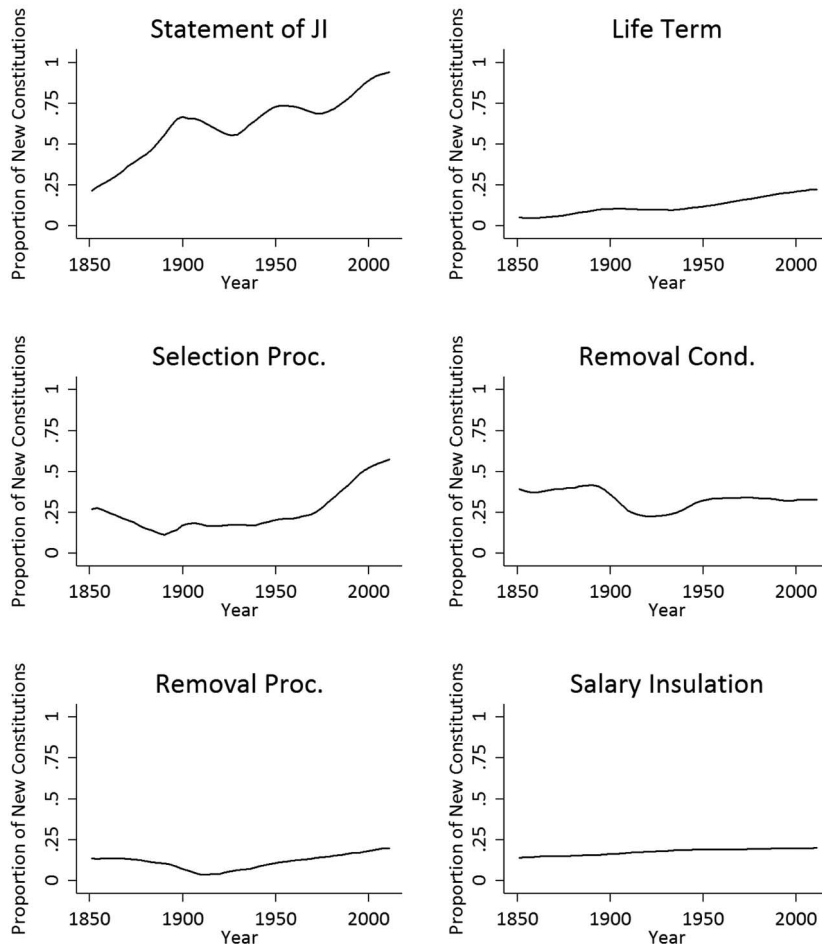 Statement of JI
Proportion of New Constitutions
1
.75
.5
.25
0
1850 1900 1950 2000
Year
Life Term
Proportion of New Constitutions
1
.75
.5
.25
0
1850 1900 1950 2000
Year
Selection Proc.
Proportion of New Constitutions
1
.75
.5
.25
0
1850 1900 1950 2000
Year
Removal Cond.
Proportion of New Constitutions
1
.75
.5
.25
0
1850 1900 1950 2000
Year
Removal Proc.
Proportion of New Constitutions
1
.75
.5
.25
0
1850 1900 1950 2000
Year
Salary Insulation
Proportion of New Constitutions
1
.75
.5
.25
0
1850 1900 1950 2000
Year